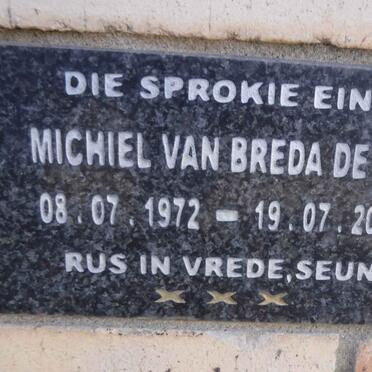 DIE SPROKIE EIN
MICHIEL VAN BREDA DE
08.07.1972 - 19.07.20
RUS IN VREDE, SEUN